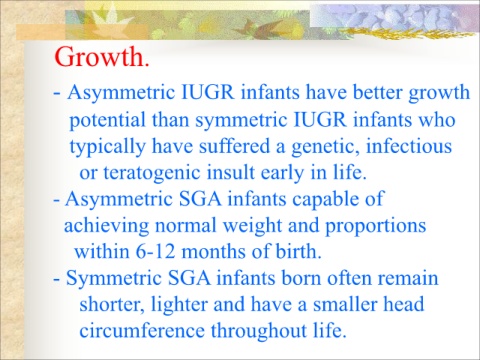 Growth.
- Asymmetric IUGR infants have better growth
potential than symmetric IUGR infants who
typically have suffered a genetic, infectious
or teratogenic insult early in life.
- Asymmetric SGA infants capable of
achieving normal weight and proportions
within 6-12 months of birth.
- Symmetric SGA infants born often remain
shorter, lighter and have a smaller head
circumference throughout life.